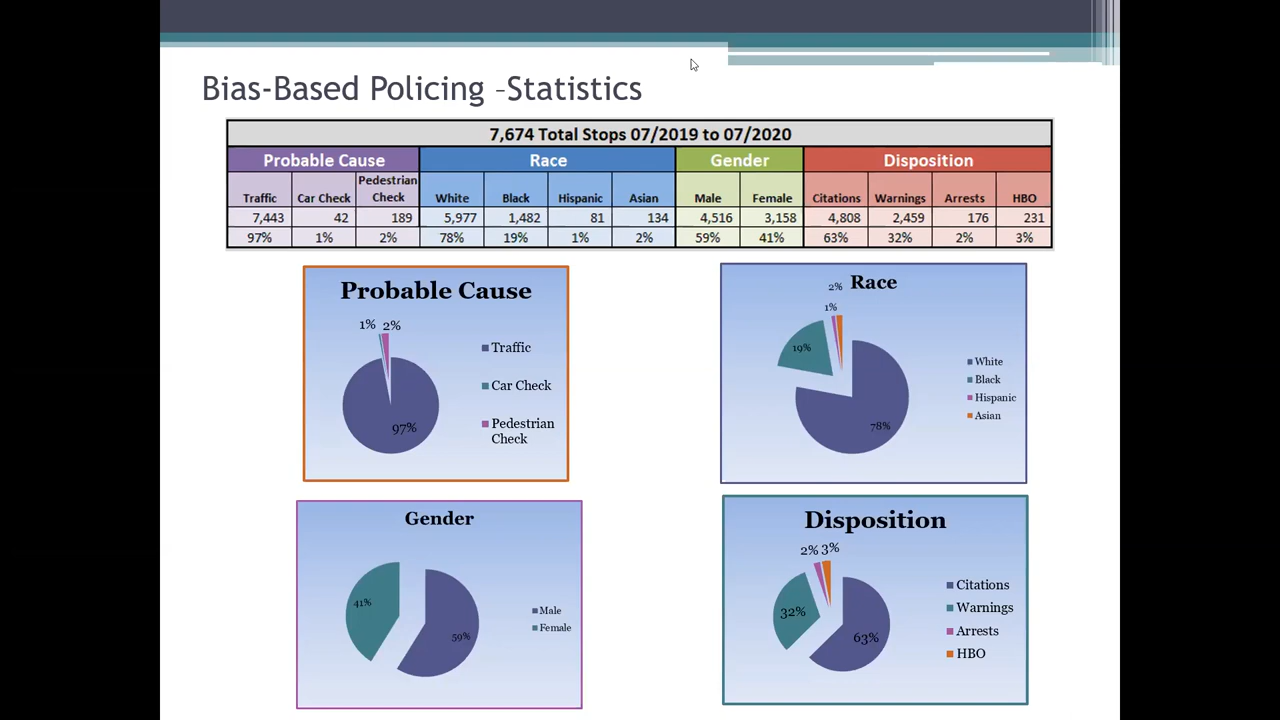 Bias-Based Policing –Statistics
7,674 Total Stops 07/2019 to 07/2020
Probable Cause Race Gender Disposition
Traffic Car Check Pedestrian Check White Black Hispanic Asian Male Female Citations Warnings Arrests HBO
7,443 42 189 5,977 1,482 81 134 4,516 3,158 4,808 2,459 176 231
97% 1% 2% 78% 19% 1% 2% 59% 41% 63% 32% 2% 3%
Probable Cause
1% 2%
97%
Traffic
Car Check
Pedestrian
Check
Race
2%
1%
19%
78%
White
Black
Hispanic
Asian
Gender
41%
59%
Male
Female
Disposition
2% 3%
32%
63%
Citations
Warnings
Arrests
HBO